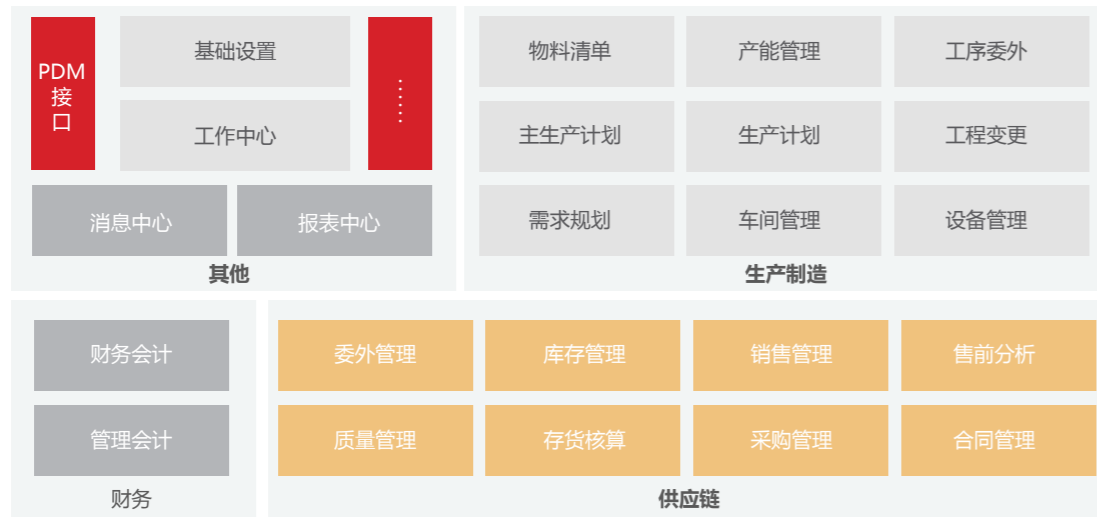 PDM
接
口
基础设置
工作中心
......
消息中心
报表中心
其他
物料清单
产能管理
工序委外
主生产计划
生产计划
工程变更
需求规划
车间管理
设备管理
生产制造
财务会计
管理会计
财务
委外管理
库存管理
销售管理
售前分析
质量管理
存货核算
采购管理
合同管理
供应链